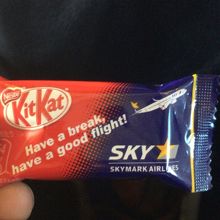 Nestlé
KitKat
Have a break,
have a good flight!
SKY
SKYMARK AIRLINES